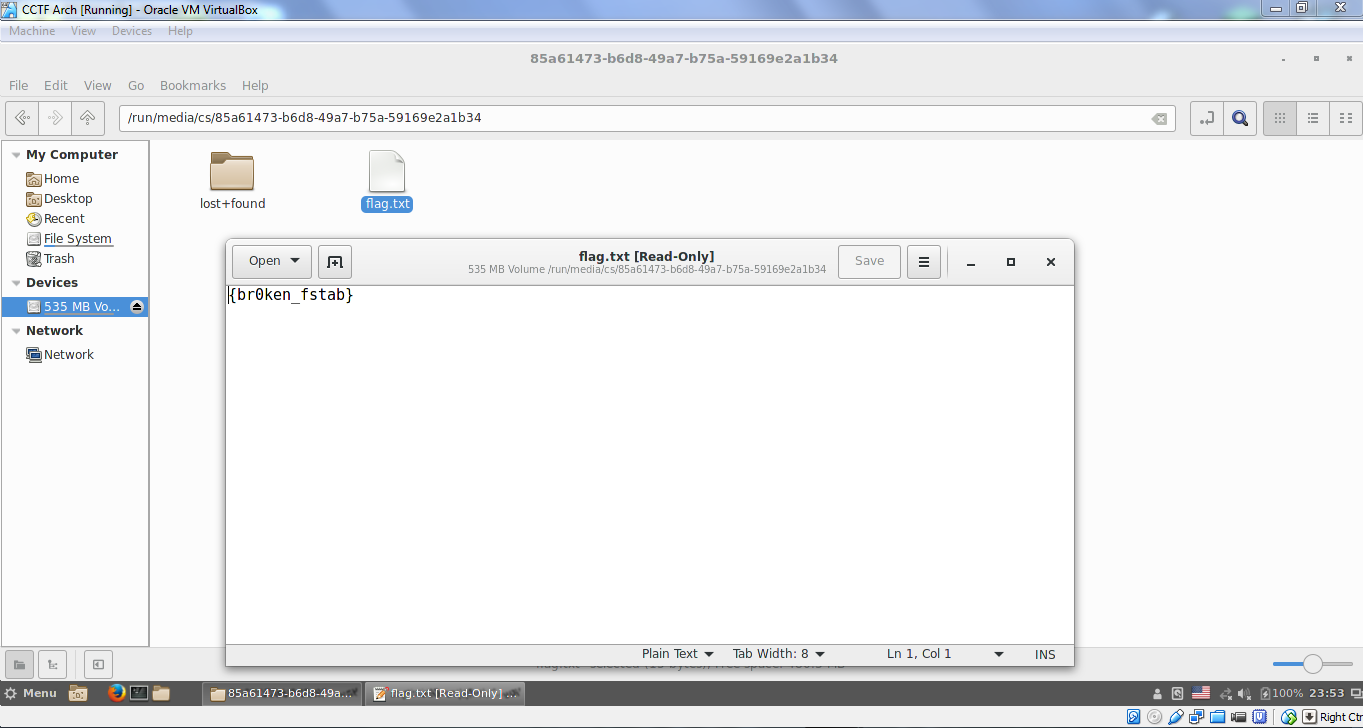 CCTF Arch [Running] - Oracle VM VirtualBox
Machine View Devices Help
85a61473-b6d8-49a7-b75a-59169e2a1b34
File Edit View Go Bookmarks Help
/run/media/cs/85a61473-b6d8-49a7-b75a-59169e2a1b34
My Computer
Home
Desktop
Recent
File System
Trash
Devices
535 MB Vo...
Network
Network
lost+found
flag.txt
Open
flag.txt [Read-Only]
535 MB Volume /run/media/cs/85a61473-b6d8-49a7-b75a-59169e2a1b34
Save
{br0ken_fstab}
Plain Text Tab Width: 8 Ln 1, Col 1 INS
Menu
85a61473-b6d8-49a...
flag.txt [Read-Only] ...
100% 23:53
Right Ctr